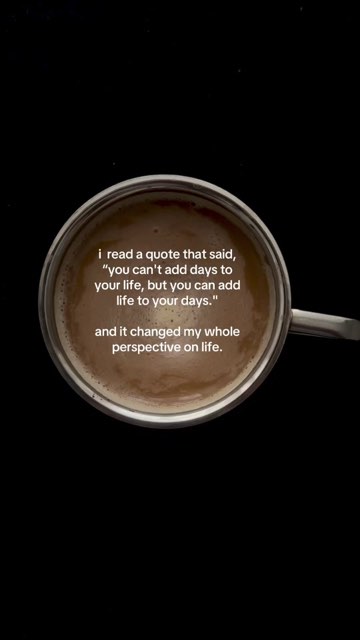 i read a quote that said,
“you can't add days to
your life, but you can add
life to your days."
and it changed my whole
perspective on life.